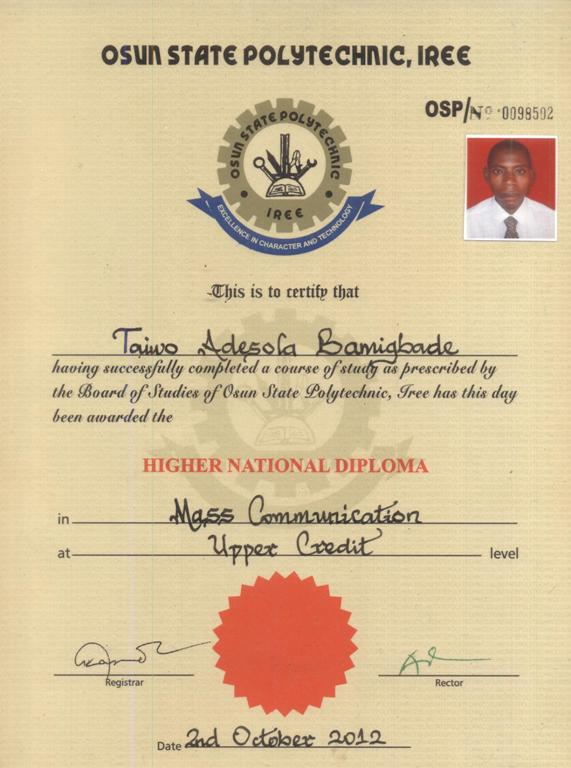 OSUN STATE POLYTECHNIC, IREE
OSP/No 0098502
OSUN STATE POLYTECHNIC
IREE
EXCELLENCE IN CHARACTER AND TECHNOLOGY
This is to certify that
Taiwo Adesola Bamigbade
having successfully completed a course of study as prescribed by
the Board of Studies of Osun State Polytechnic, Iree has this day
been awarded the
HIGHER NATIONAL DIPLOMA
in Mass Communication
at Upper Credit level
Registrar
Rector
Date 2nd October 2012